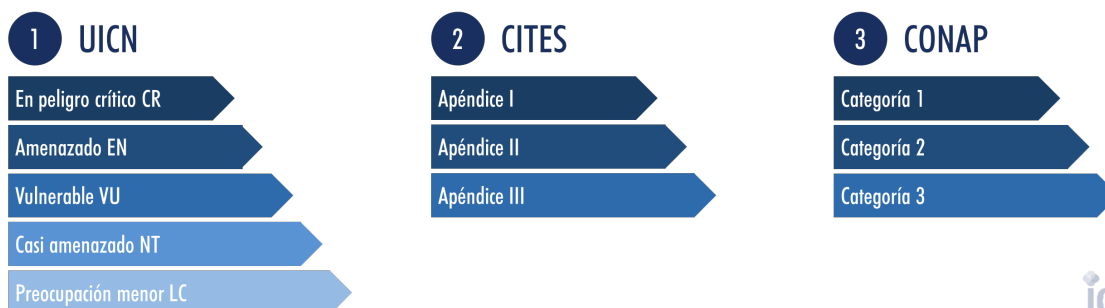 1 UICN
En peligro crítico CR
Amenazado EN
Vulnerable VU
Casi amenazado NT
Preocupación menor LC
2 CITES
Apéndice I
Apéndice II
Apéndice III
3 CONAP
Categoría 1
Categoría 2
Categoría 3